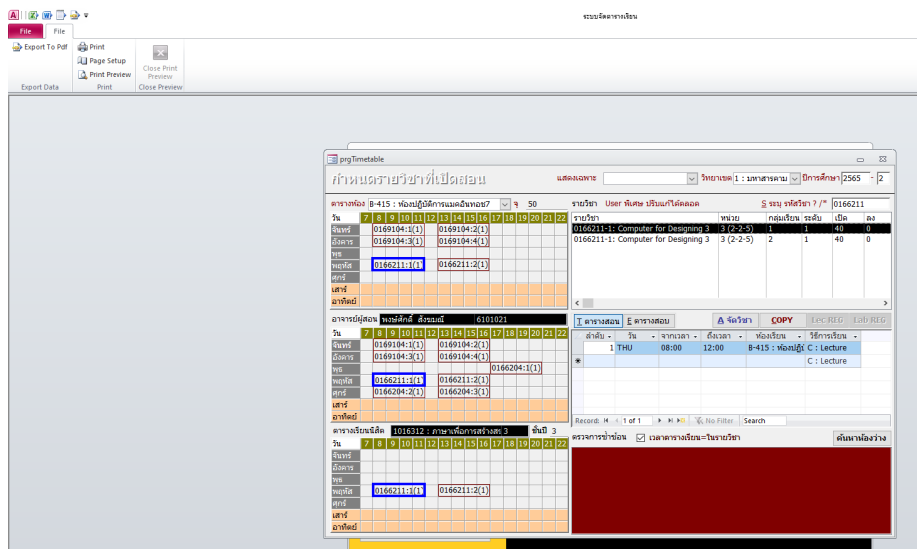 ระบบจัดตารางเรียน
File File
Export To Pdf
Print
Page Setup
Print Preview
Close Print Preview
Export Data Print Close Preview
prgTimetable
กำหนดรายวิชาที่เปิดสอน
แสดงเฉพาะ วิทยาเขต 1 : มหาสารคาม ปีการศึกษา 2565 - 2
ตารางห้อง B-415 : ห้องปฏิบัติการแมคอินทอช7 จุ 50
รายวิชา User พิเศษ ปรับแก้ได้ตลอด S ระบุ รหัสวิชา ? /* 0166211
วัน 7 8 9 10 11 12 13 14 15 16 17 18 19 20 21 22
จันทร์ 0169104:1(1) 0169104:2(1)
อังคาร 0169104:3(1) 0169104:4(1)
พุธ
พฤหัส 0166211:1(1) 0166211:2(1)
ศุกร์
เสาร์
อาทิตย์
รายวิชา หน่วย กลุ่มเรียน ระดับ เปิด ลง
0166211-1: Computer for Designing 3 3 (2-2-5) 1 1 40 0
0166211-1: Computer for Designing 3 3 (2-2-5) 2 1 40 0
อาจารย์ผู้สอน พงษ์ศักดิ์ สังขมณี 6101021
วัน 7 8 9 10 11 12 13 14 15 16 17 18 19 20 21 22
จันทร์ 0169104:1(1) 0169104:2(1)
อังคาร 0169104:3(1) 0169104:4(1)
พุธ 0166204:1(1)
พฤหัส 0166211:1(1) 0166211:2(1)
ศุกร์ 0166204:2(1) 0166204:3(1)
เสาร์
อาทิตย์
T ตารางสอน E ตารางสอบ A จัดวิชา COPY Lec REG Lab REG
ลำดับ วัน จากเวลา ถึงเวลา ห้องเรียน วิธีการเรียน
1 THU 08:00 12:00 B-415 : ห้องปฏิบั C : Lecture
C : Lecture
Record: 1 of 1 No Filter Search
ตารางเรียนนิสิต 1016312 : ภาษาเพื่อการสร้างสร 3 ชั้นปี 3
วัน 7 8 9 10 11 12 13 14 15 16 17 18 19 20 21 22
จันทร์
อังคาร
พุธ
พฤหัส 0166211:1(1) 0166211:2(1)
ศุกร์
เสาร์
อาทิตย์
ตรวจการซ้ำซ้อน เวลาตารางเรียน=ในรายวิชา ค้นหาห้องว่าง